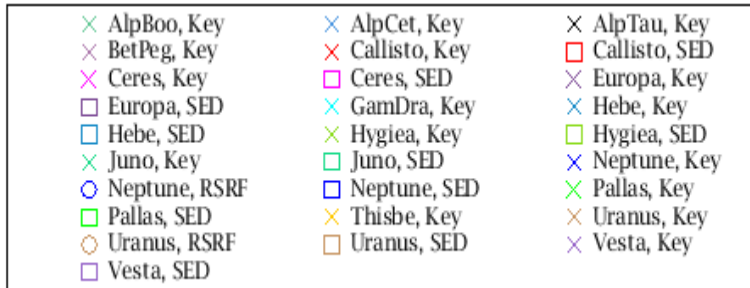 AlpBoo, Key AlpCet, Key AlpTau, Key
BetPeg, Key Callisto, Key Callisto, SED
Ceres, Key Ceres, SED Europa, Key
Europa, SED GamDra, Key Hebe, Key
Hebe, SED Hygiea, Key Hygiea, SED
Juno, Key Juno, SED Neptune, Key
Neptune, RSRF Neptune, SED Pallas, Key
Pallas, SED Thisbe, Key Uranus, Key
Uranus, RSRF Uranus, SED Vesta, Key
Vesta, SED